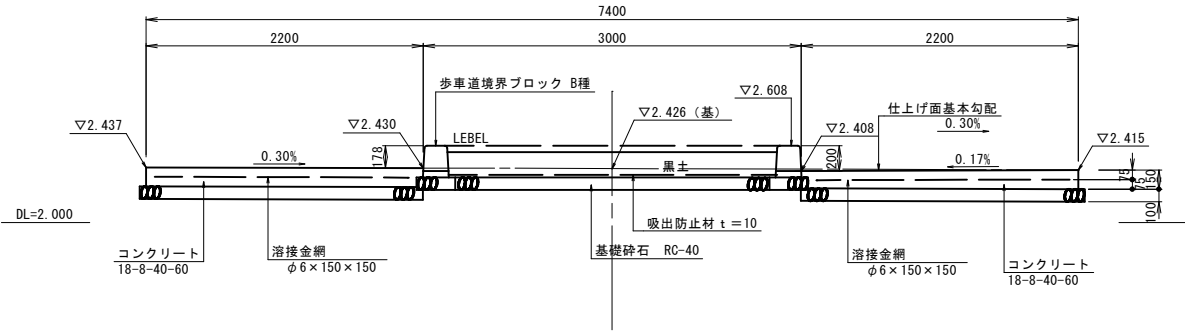 7400
2200
3000
2200
歩車道境界ブロック B種
▽2.608
▽2.426 (基)
仕上げ面基本勾配
0.30%
▽2.437
▽2.430
LEBEL
▽2.408
▽2.415
178
200
0.30%
黒土
0.17%
75
75
150
100
DL=2.000
吸出防止材 t=10
コンクリート
18-8-40-60
溶接金網
φ6×150×150
基礎砕石 RC-40
溶接金網
φ6×150×150
コンクリート
18-8-40-60